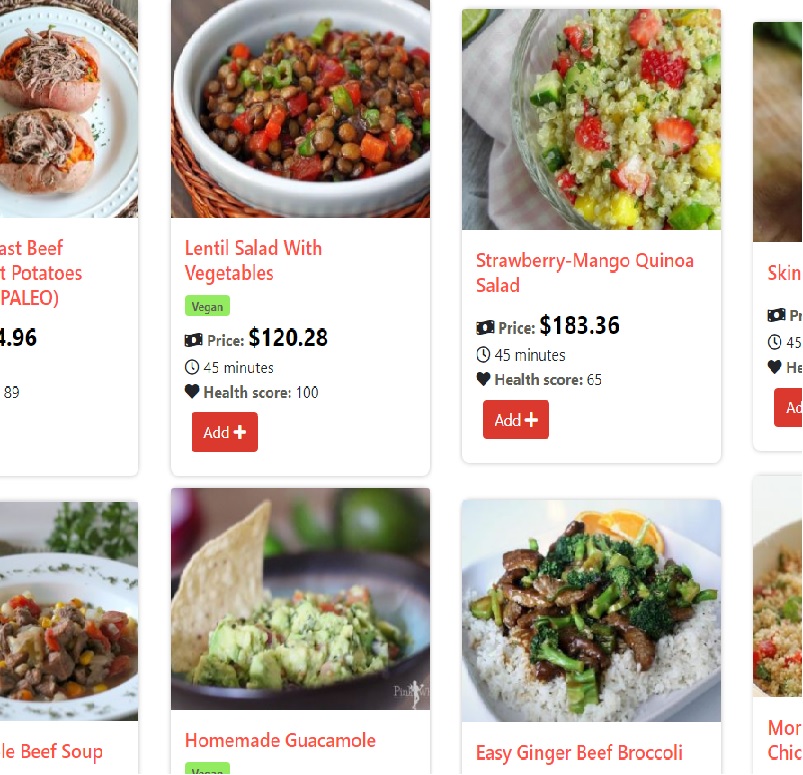 ast Beef
t Potatoes
PALEO)
4.96
89
Lentil Salad With
Vegetables
Vegan
Price: $120.28
45 minutes
Health score: 100
Add +
Strawberry-Mango Quinoa
Salad
Price: $183.36
45 minutes
Health score: 65
Add +
Skin
Pr
45
He
Ad
le Beef Soup
Homemade Guacamole
Vegan
Easy Ginger Beef Broccoli
Mor
Chic